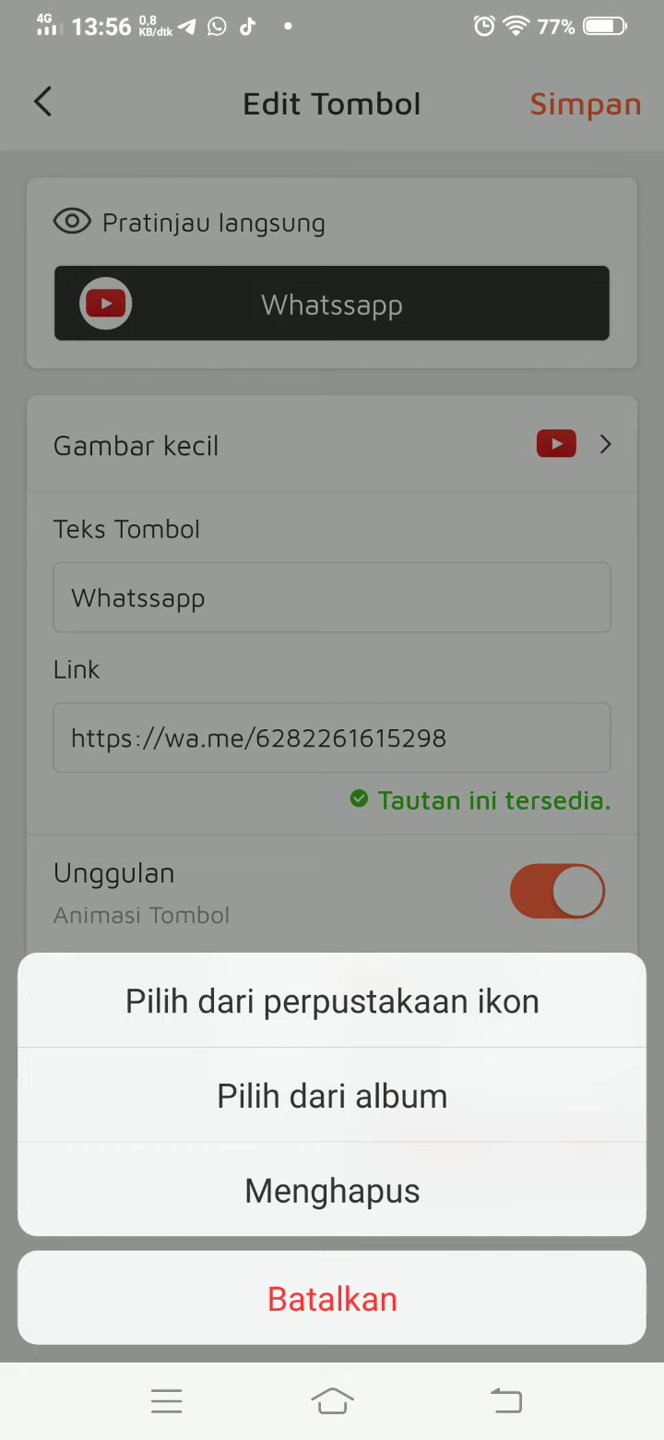 4G 13:56 0,8 KB/dtk 77%
Edit Tombol Simpan
Pratinjau langsung
Whatssapp
Gambar kecil
Teks Tombol
Whatssapp
Link
https://wa.me/6282261615298
Tautan ini tersedia.
Unggulan
Animasi Tombol
Pilih dari perpustakaan ikon
Pilih dari album
Menghapus
Batalkan